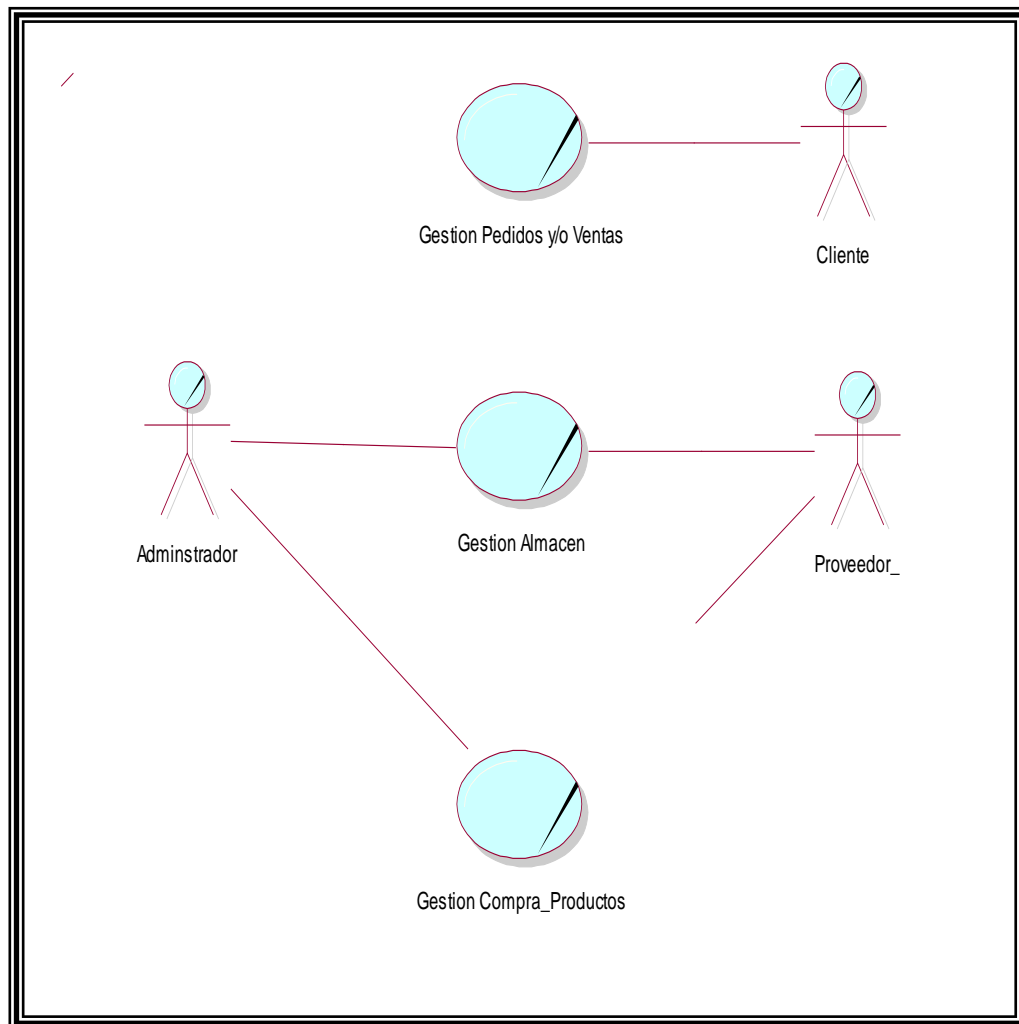 Gestion Pedidos y/o Ventas
Cliente
Adminstrador
Gestion Almacen
Proveedor_
Gestion Compra_Productos